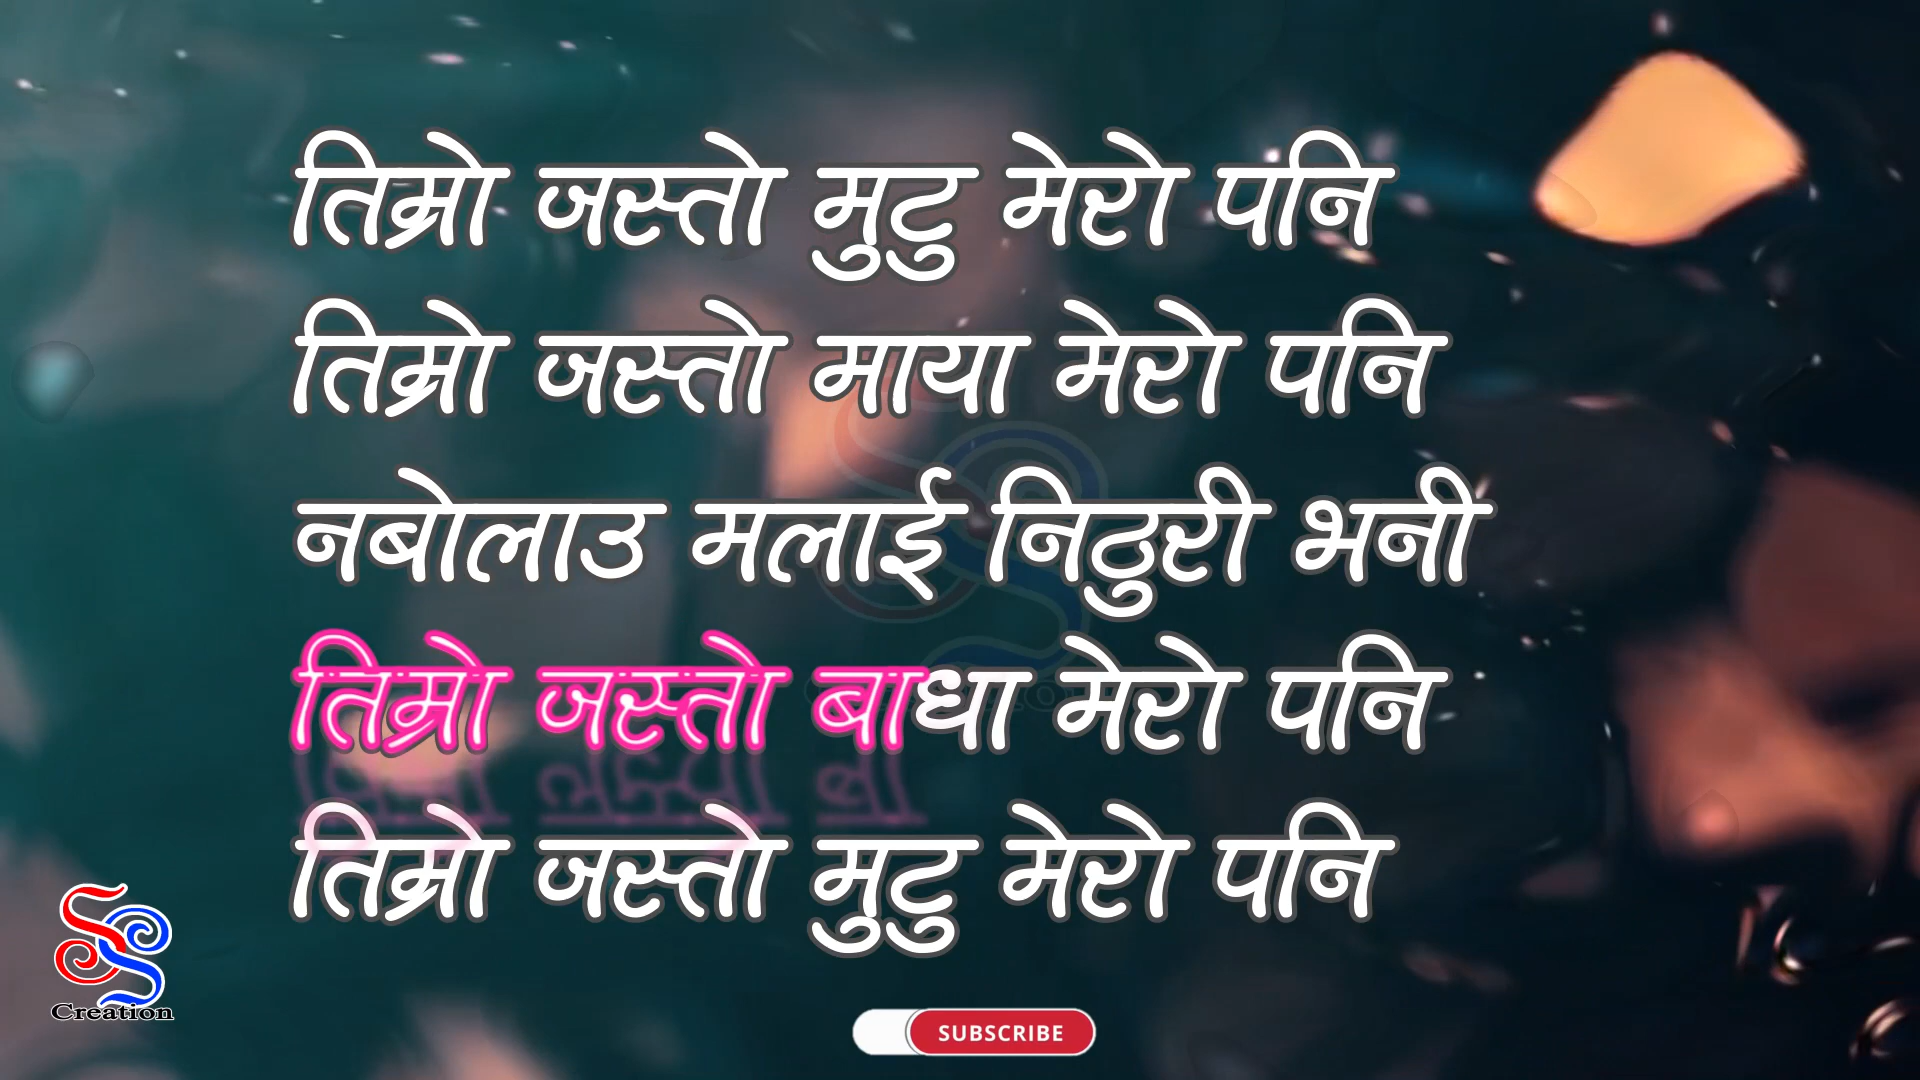 तिम्रो जस्तो मुटु मेरो पनि
तिम्रो जस्तो माया मेरो पनि
नबोलाउ मलाई निठुरी भनी
तिम्रो जस्तो बाधा मेरो पनि
तिम्रो जस्तो मुटु मेरो पनि
Creation
SUBSCRIBE